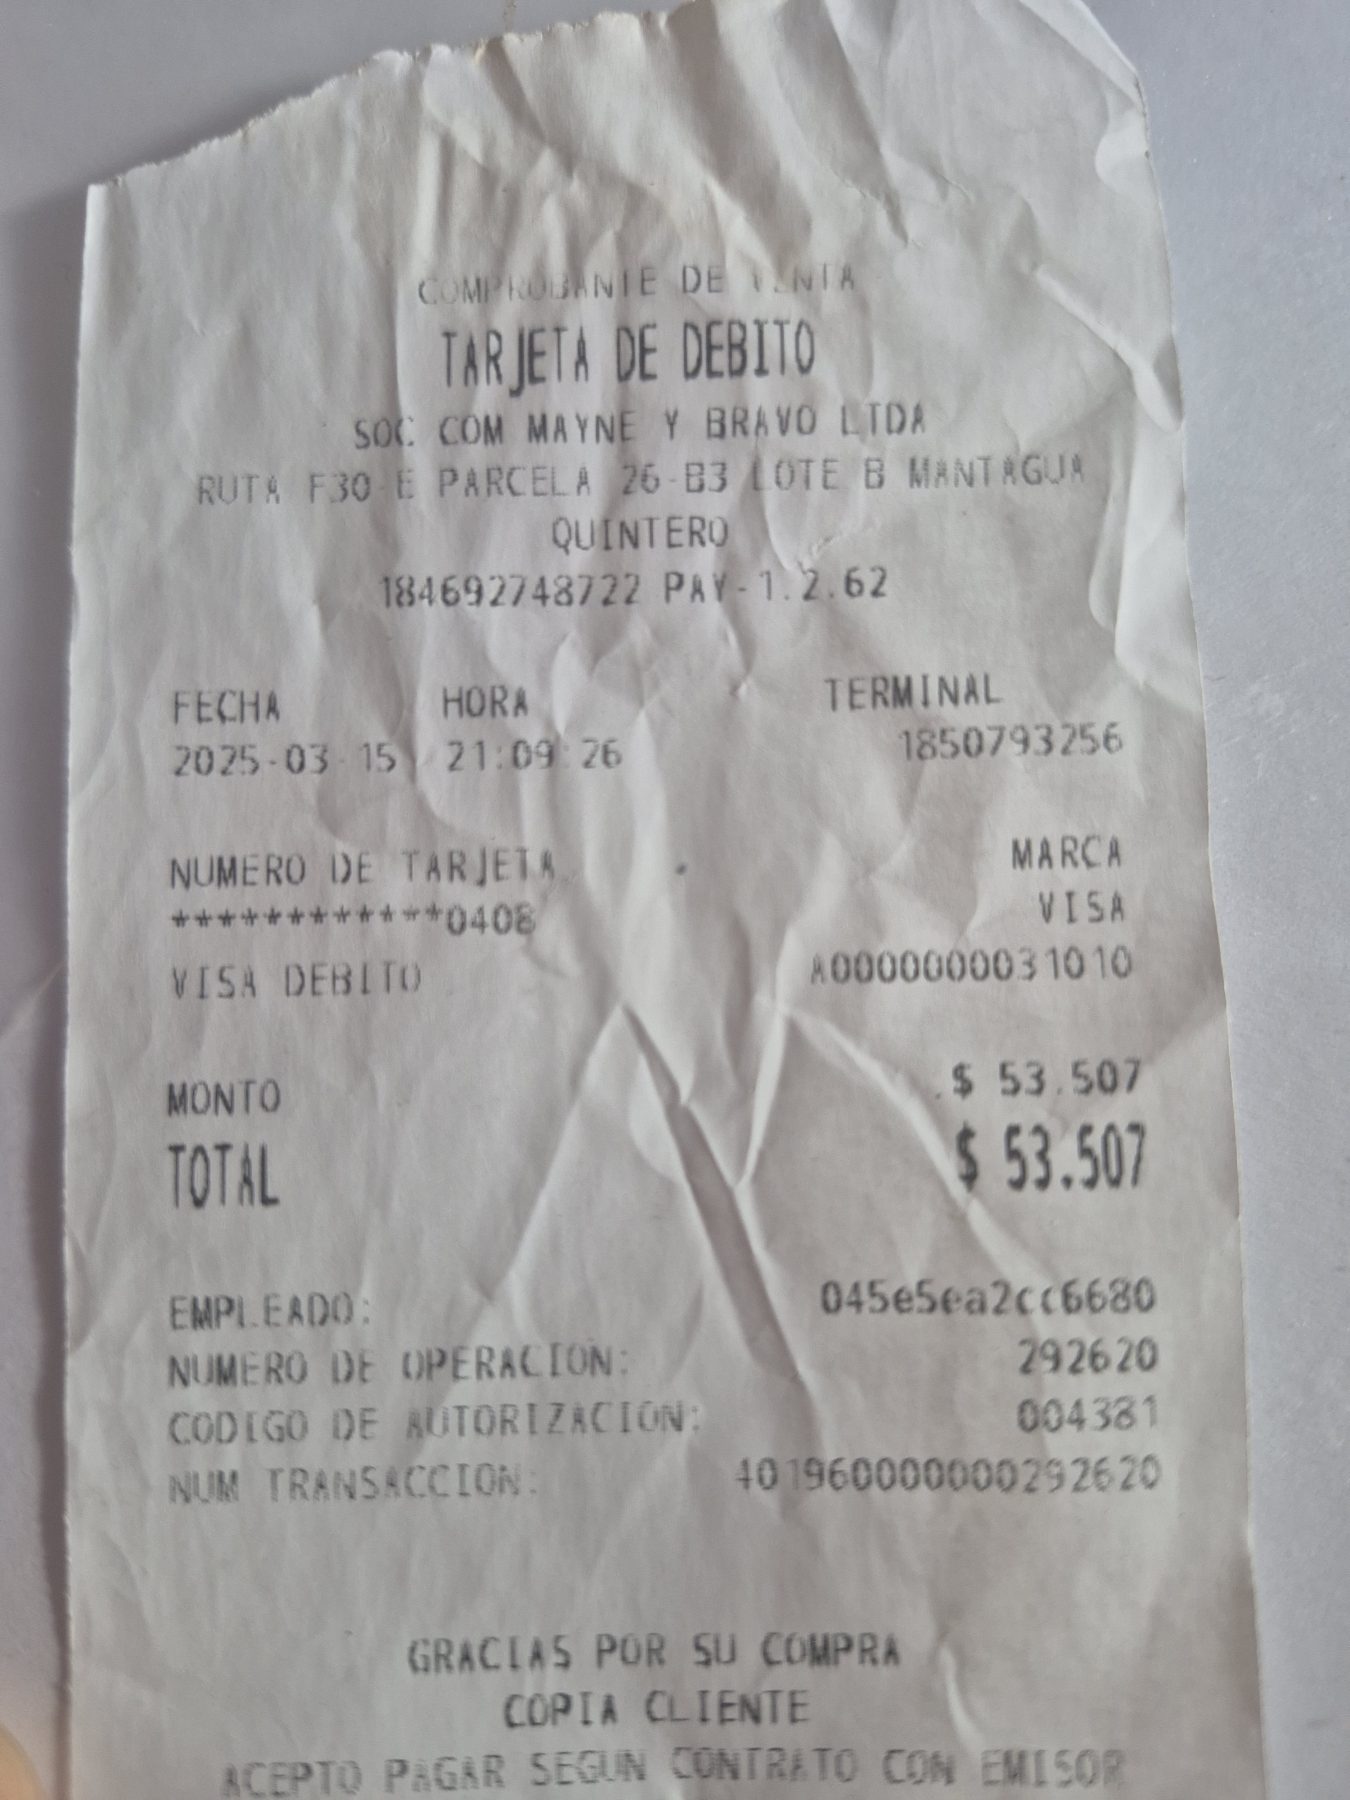 COMPROBANTE DE VENTA
TARJETA DE DEBITO
SOC COM MAYNE Y BRAVO LTDA
RUTA F30 E PARCELA 26-B3 LOTE B MANTAGUA
QUINTERO
184692748722 PAY-1.2.62
FECHA HORA TERMINAL
2025-03-15 21:09:26 1850793256
NUMERO DE TARJETA MARCA
************0408 VISA
VISA DEBITO A0000000031010
MONTO $ 53.507
TOTAL $ 53.507
EMPLEADO: 045e5ea2cc6680
NUMERO DE OPERACION: 292620
CODIGO DE AUTORIZACION: 004381
NUM TRANSACCION: 401960000000292620
GRACIAS POR SU COMPRA
COPIA CLIENTE
ACEPTO PAGAR SEGUN CONTRATO CON EMISOR